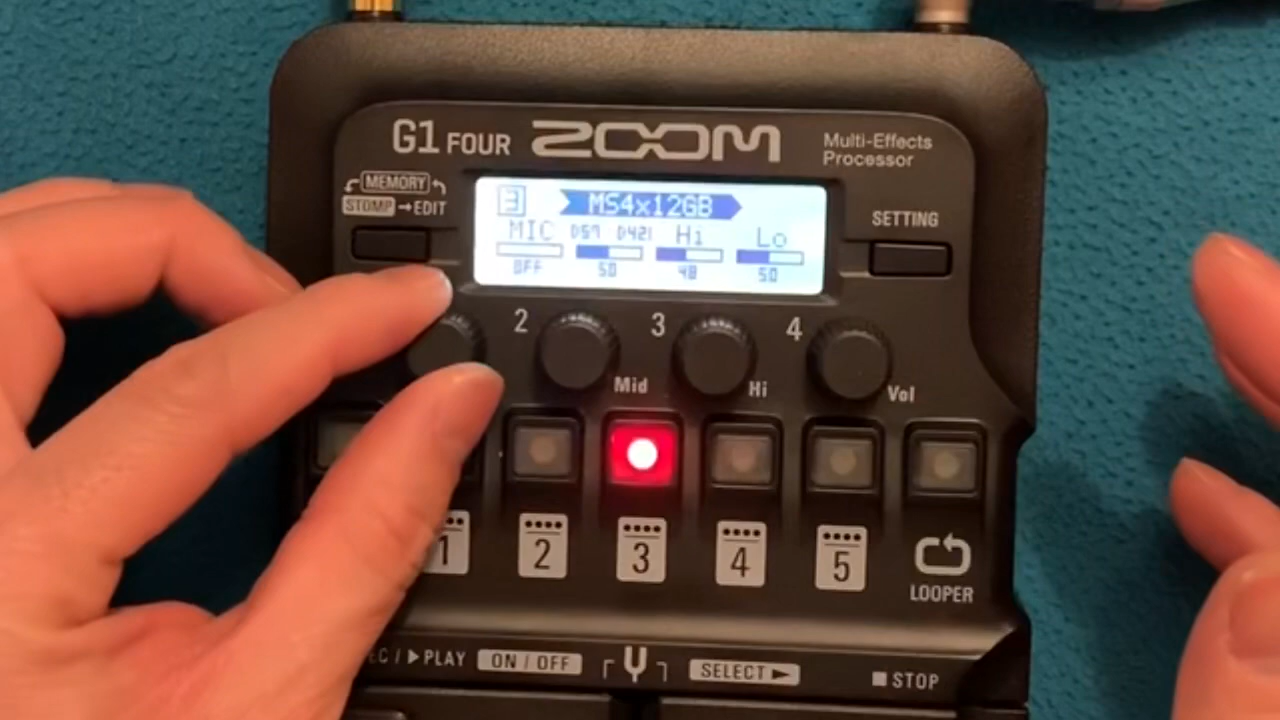 G1 FOUR ZOOM Multi-Effects Processor
MEMORY
STOMP → EDIT
SETTING
3 MS4x12GB
MIC D57 D421 Hi Lo
OFF 50 48 50
2 3 4
Mid Hi Vol
1 2 3 4 5
LOOPER
EC / ▶PLAY ON / OFF SELECT ► ■ STOP